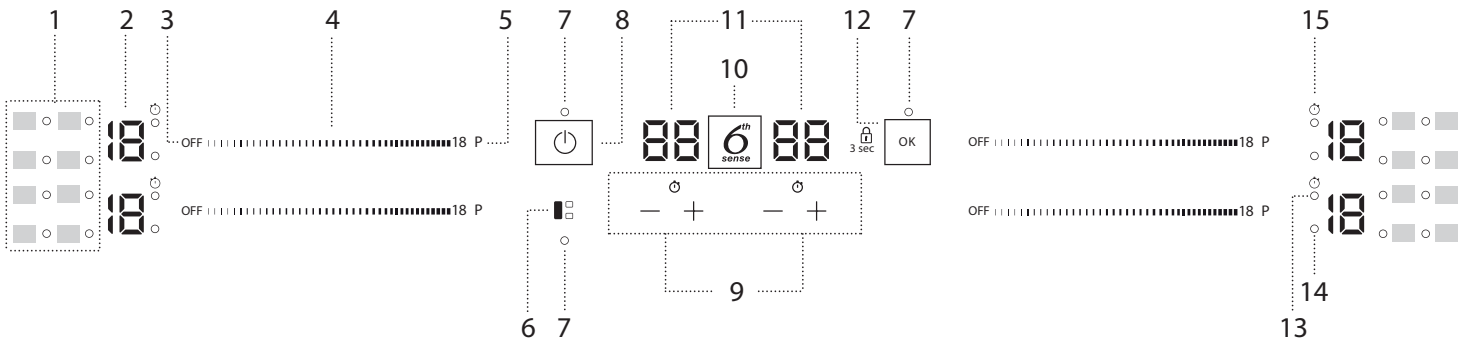 1 2 3 4 5 7 8 11 12 7 15
10
18 OFF 18 P 88 6th sense 88 3 sec OK OFF 18 P 18
18 OFF 18 P − + − + OFF 18 P 18
9
6 7 13 14